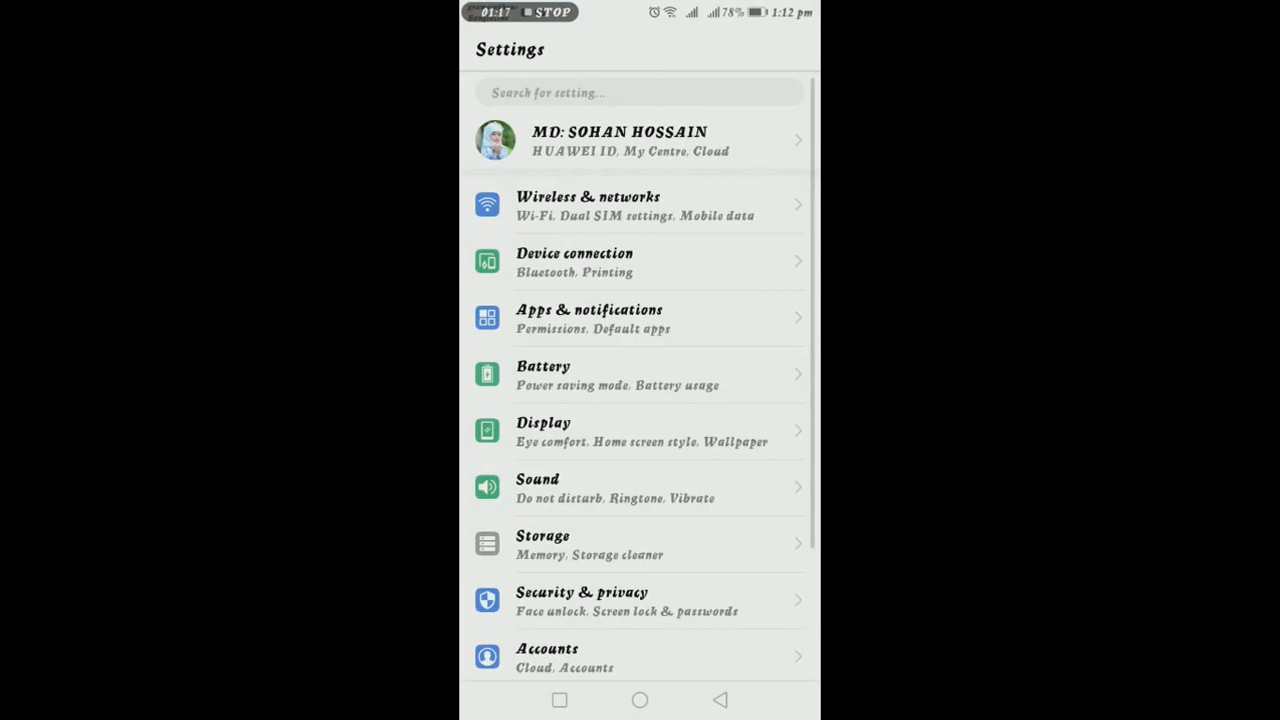 01:17 STOP 78% 1:12 pm
Settings
Search for setting...
MD: SOHAN HOSSAIN
HUAWEI ID, My Centre, Cloud
Wireless & networks
Wi-Fi, Dual SIM settings, Mobile data
Device connection
Bluetooth, Printing
Apps & notifications
Permissions, Default apps
Battery
Power saving mode, Battery usage
Display
Eye comfort, Home screen style, Wallpaper
Sound
Do not disturb, Ringtone, Vibrate
Storage
Memory, Storage cleaner
Security & privacy
Face unlock, Screen lock & passwords
Accounts
Cloud, Accounts